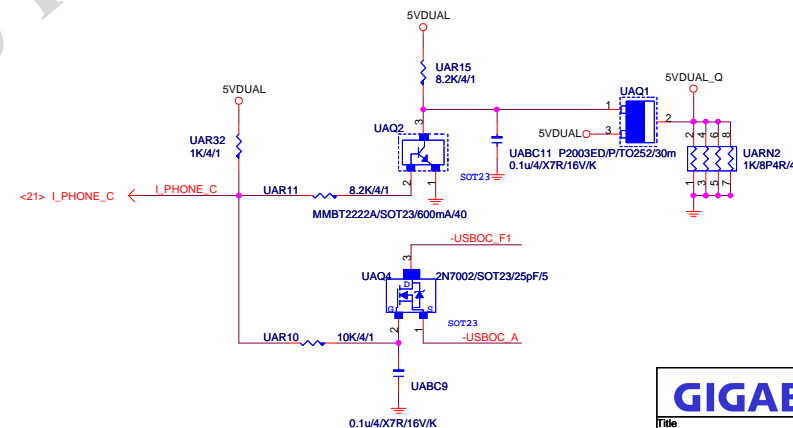 5VDUAL
UAR15
8.2K/4/1
5VDUAL
5VDUAL_Q
UAQ1
UAR32
1K/4/1
UAQ2
3
2
1
SOT23
1
3
2
5VDUAL
UABC11
P2003ED/P/TO252/30m
0.1u/4/X7R/16V/K
2
4
6
8
1
3
5
7
UARN2
1K/8P4R/4
<21> I_PHONE_C
I_PHONE_C
UAR11
8.2K/4/1
MMBT2222A/SOT23/600mA/40
-USBOC_F1
3
UAQ4
2N7002/SOT23/25pF/5
D
G
S
SOT23
2
1
-USBOC_A
UAR10
10K/4/1
UABC9
0.1u/4/X7R/16V/K
Title